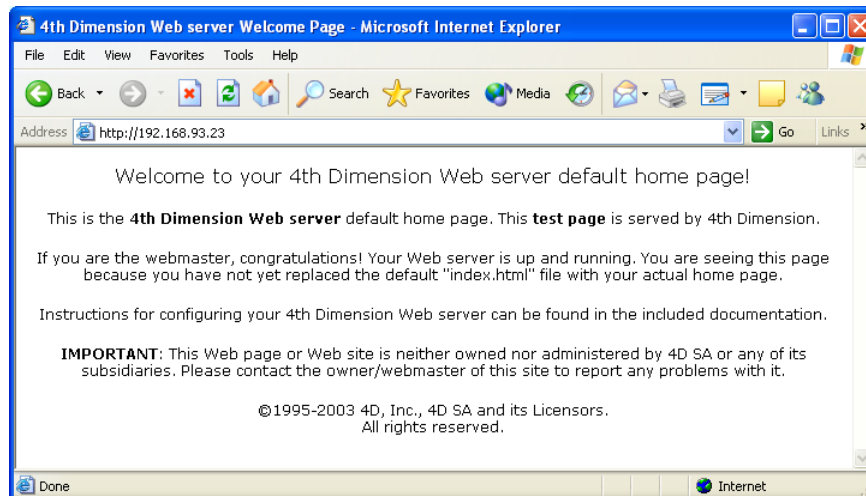 4th Dimension Web server Welcome Page - Microsoft Internet Explorer
File Edit View Favorites Tools Help
Back Search Favorites Media
Address http://192.168.93.23 Go Links »
Welcome to your 4th Dimension Web server default home page!
This is the 4th Dimension Web server default home page. This test page is served by 4th Dimension.
If you are the webmaster, congratulations! Your Web server is up and running. You are seeing this page
because you have not yet replaced the default "index.html" file with your actual home page.
Instructions for configuring your 4th Dimension Web server can be found in the included documentation.
IMPORTANT: This Web page or Web site is neither owned nor administered by 4D SA or any of its
subsidiaries. Please contact the owner/webmaster of this site to report any problems with it.
©1995-2003 4D, Inc., 4D SA and its Licensors.
All rights reserved.
Done Internet